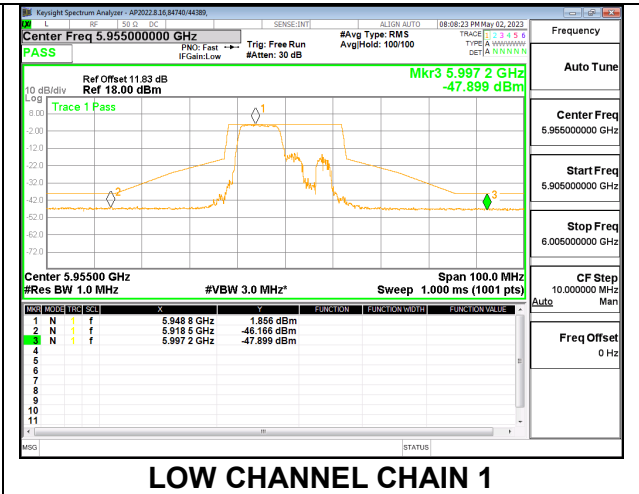 Keysight Spectrum Analyzer - AP2022.8.16,84740/44389,
L RF 50 Ω DC SENSE:INT ALIGN AUTO 08:08:23 PM May 02, 2023
Center Freq 5.955000000 GHz #Avg Type: RMS TRACE 1 2 3 4 5 6 Frequency
PASS PNO: Fast Trig: Free Run Avg|Hold: 100/100 TYPE A WWWWW
IFGain:Low #Atten: 30 dB DET A NNNNN
Auto Tune
Ref Offset 11.83 dB Mkr3 5.997 2 GHz
10 dB/div Ref 18.00 dBm -47.899 dBm
Log
Trace 1 Pass
8.00
-2.00
-12.0
-22.0
-32.0
-42.0
-52.0
-62.0
-72.0
1
2
3
Center 5.95500 GHz Span 100.0 MHz
#Res BW 1.0 MHz #VBW 3.0 MHz* Sweep 1.000 ms (1001 pts)
Center Freq
5.955000000 GHz
Start Freq
5.905000000 GHz
Stop Freq
6.005000000 GHz
CF Step
10.000000 MHz
Auto Man
Freq Offset
0 Hz
MKR MODE TRC SCL X Y FUNCTION FUNCTION WIDTH FUNCTION VALUE
1 N 1 f 5.948 8 GHz 1.856 dBm
2 N 1 f 5.918 5 GHz -46.166 dBm
3 N 1 f 5.997 2 GHz -47.899 dBm
4
5
6
7
8
9
10
11
MSG STATUS
LOW CHANNEL CHAIN 1